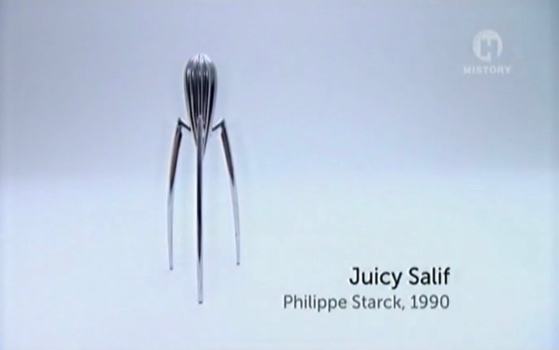 H
HISTORY
Juicy Salif
Philippe Starck, 1990